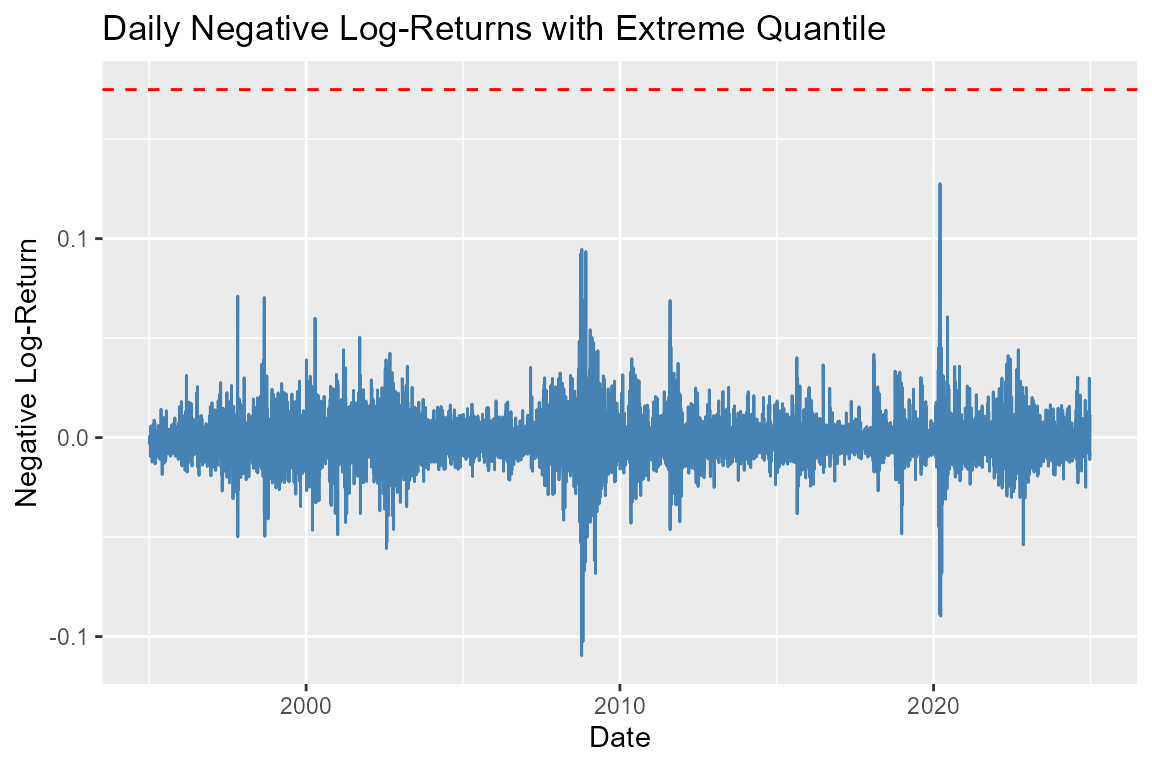 Daily Negative Log-Returns with Extreme Quantile
Negative Log-Return
0.1
0.0
-0.1
2000 2010 2020
Date